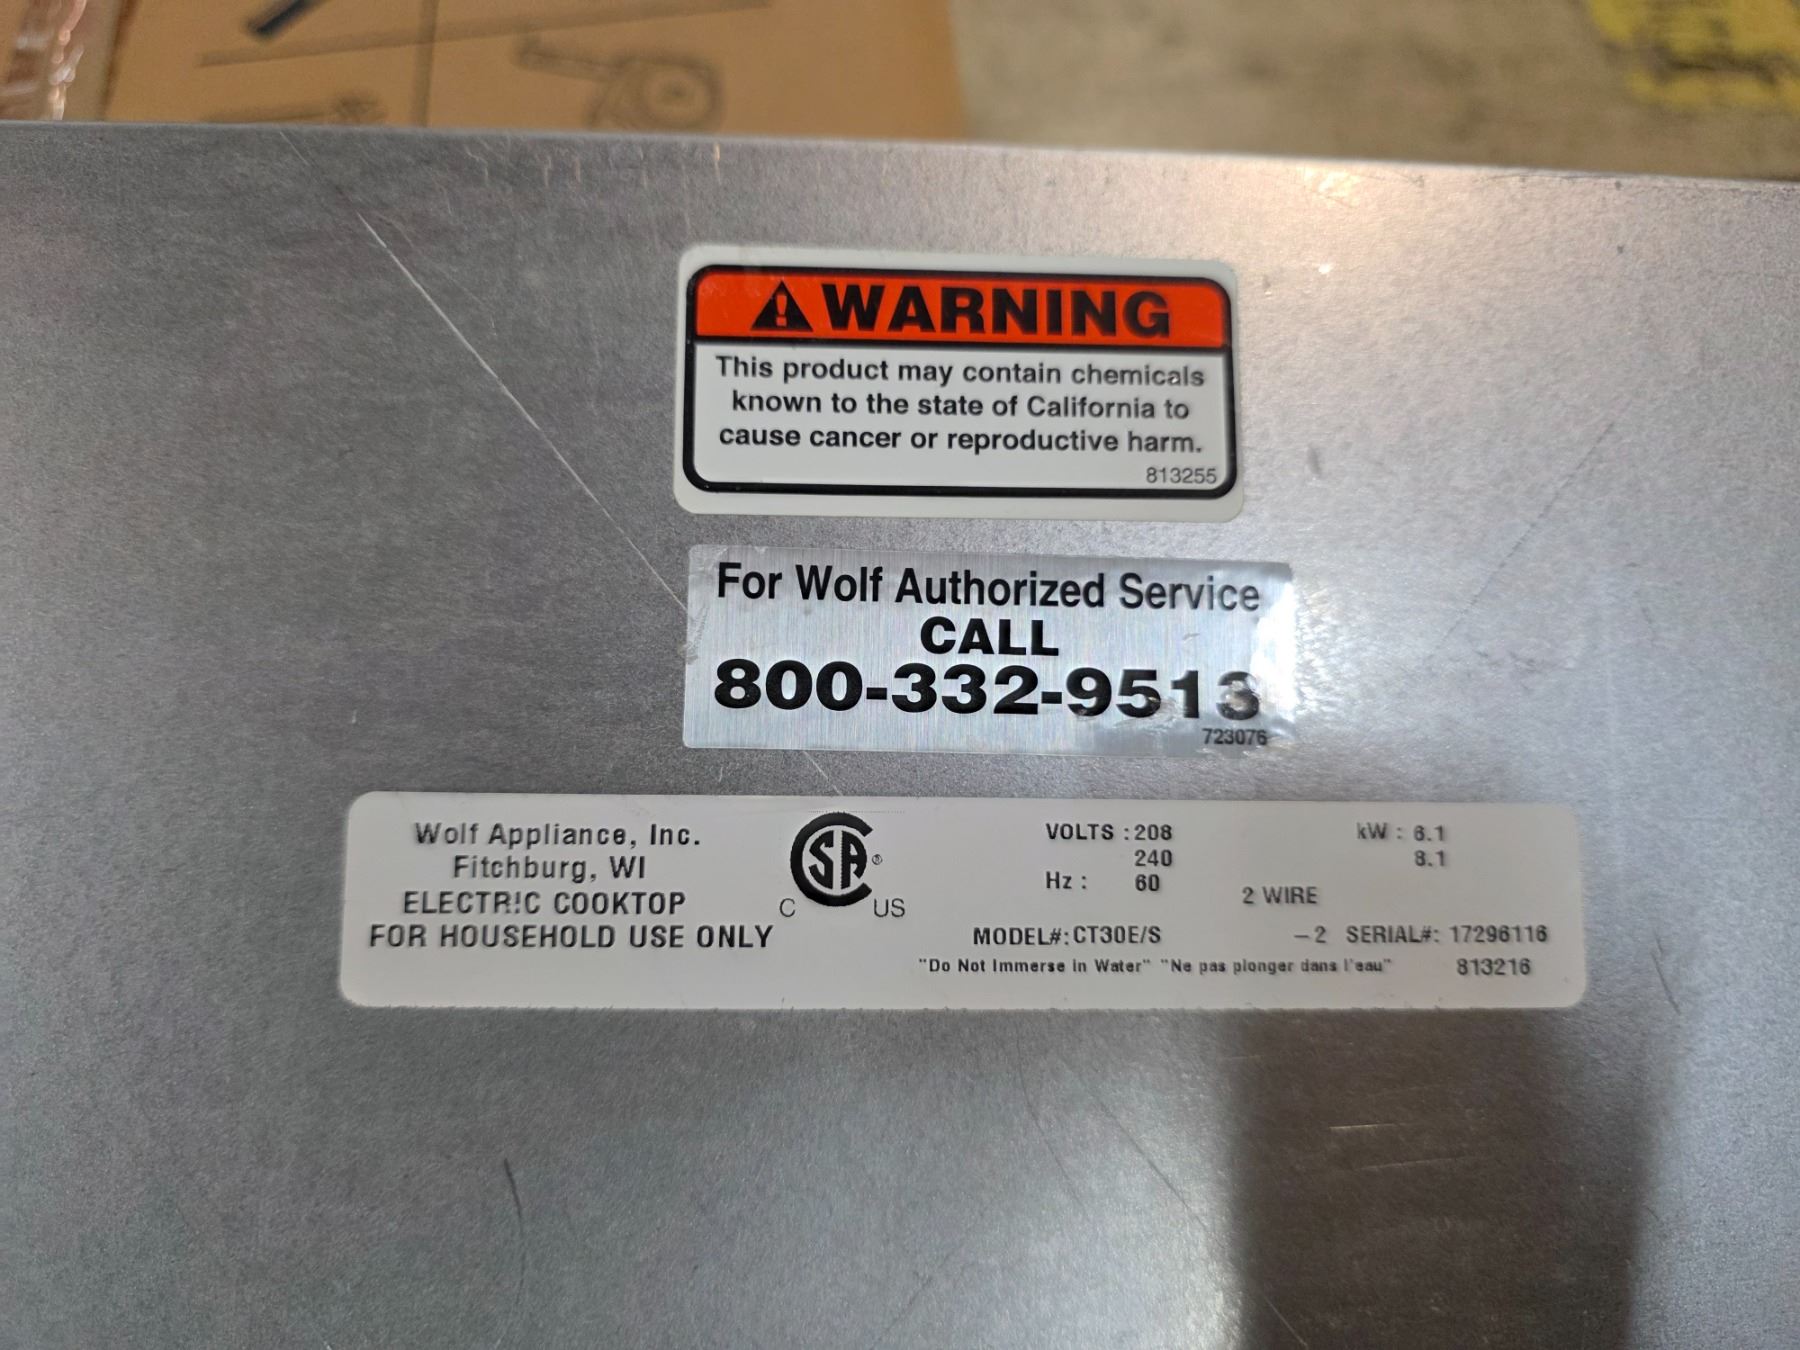 WARNING
This product may contain chemicals
known to the state of California to
cause cancer or reproductive harm.
813255
For Wolf Authorized Service
CALL
800-332-9513
723076
Wolf Appliance, Inc.
Fitchburg, WI
ELECTRIC COOKTOP
FOR HOUSEHOLD USE ONLY
C SA ® US
VOLTS : 208 kW : 6.1
240 8.1
Hz : 60
2 WIRE
MODEL#: CT30E/S -2 SERIAL#: 17296116
"Do Not Immerse in Water" "Ne pas plonger dans l'eau" 813216